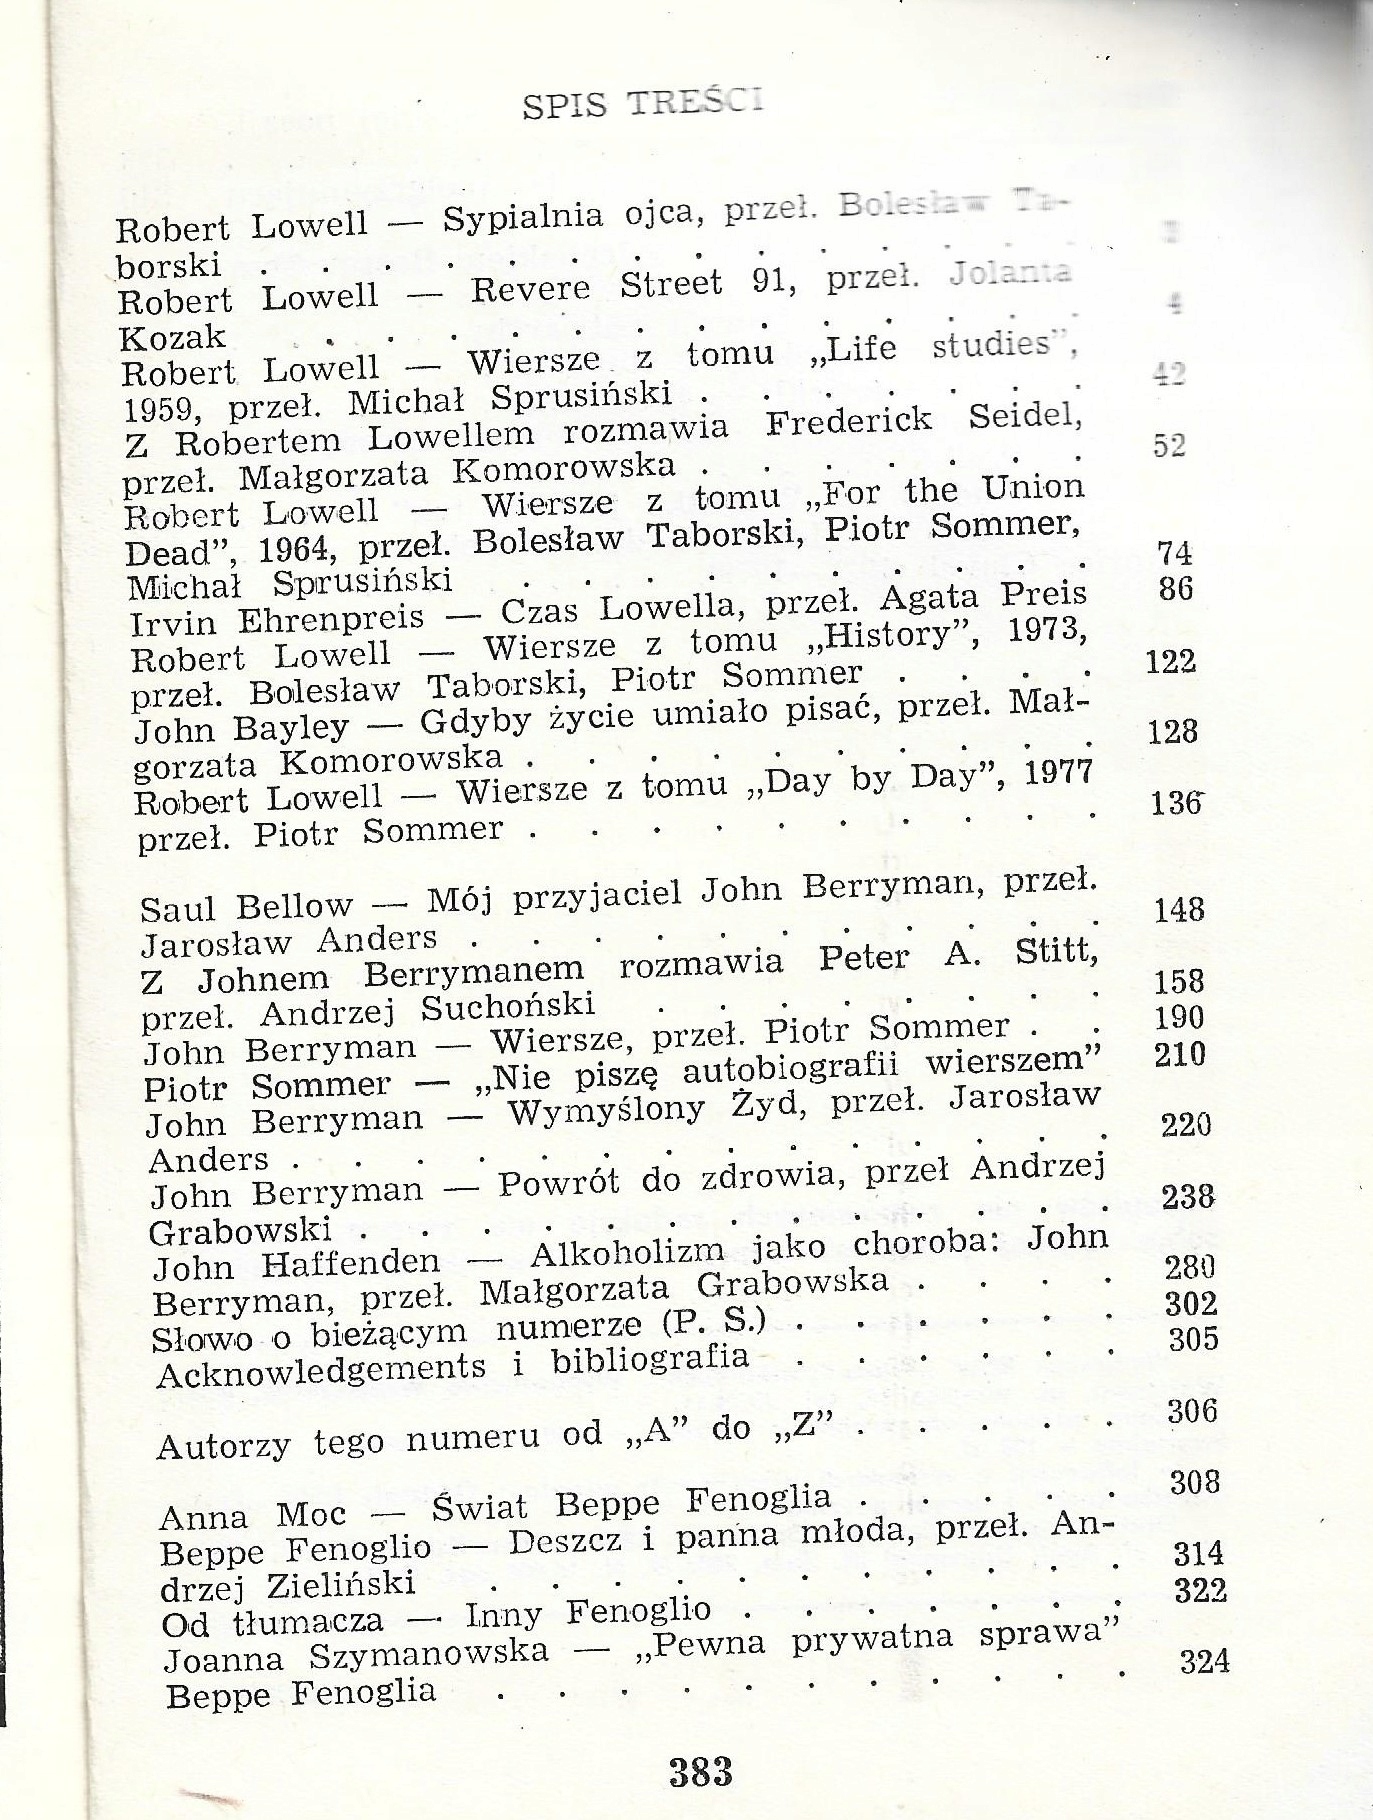 SPIS TREŚCI
Robert Lowell — Sypialnia ojca, przeł. Bolesław Ta-
borski . . . . . . . . . . . . . .
Robert Lowell — Revere Street 91, przeł. Jolanta
Kozak . . . . . . . . . . . . . 4
Robert Lowell — Wiersze z tomu „Life studies”,
1959, przeł. Michał Sprusiński . . . . . . . 42
Z Robertem Lowellem rozmawia Frederick Seidel,
przeł. Małgorzata Komorowska . . . . . . . 52
Robert Lowell — Wiersze z tomu „For the Union
Dead”, 1964, przeł. Bolesław Taborski, Piotr Sommer,
Michał Sprusiński . . . . . . . . . . 74
Irvin Ehrenpreis — Czas Lowella, przeł. Agata Preis 86
Robert Lowell — Wiersze z tomu „History”, 1973,
przeł. Bolesław Taborski, Piotr Sommer . . . . 122
John Bayley — Gdyby życie umiało pisać, przeł. Mał-
gorzata Komorowska . . . . . . . . . . 128
Robert Lowell — Wiersze z tomu „Day by Day”, 1977
przeł. Piotr Sommer . . . . . . . . . . 136
Saul Bellow — Mój przyjaciel John Berryman, przeł.
Jarosław Anders . . . . . . . . . . . 148
Z Johnem Berrymanem rozmawia Peter A. Stitt,
przeł. Andrzej Suchoński . . . . . . . . 158
John Berryman — Wiersze, przeł. Piotr Sommer . . 190
Piotr Sommer — „Nie piszę autobiografii wierszem” 210
John Berryman — Wymyślony Żyd, przeł. Jarosław
Anders . . . . . . . . . . . . . . 220
John Berryman — Powrót do zdrowia, przeł Andrzej
Grabowski . . . . . . . . . . . . . 238
John Haffenden — Alkoholizm jako choroba: John
Berryman, przeł. Małgorzata Grabowska . . . . 280
Słowo o bieżącym numerze (P. S.) . . . . . . 302
Acknowledgements i bibliografia . . . . . . 305
Autorzy tego numeru od „A” do „Z” . . . . . 306
Anna Moc — Świat Beppe Fenoglia . . . . . 308
Beppe Fenoglio — Deszcz i panna młoda, przeł. An-
drzej Zieliński . . . . . . . . . . . 314
Od tłumacza — Inny Fenoglio . . . . . . . 322
Joanna Szymanowska — „Pewna prywatna sprawa”
Beppe Fenoglia . . . . . . . . . . . 324
383